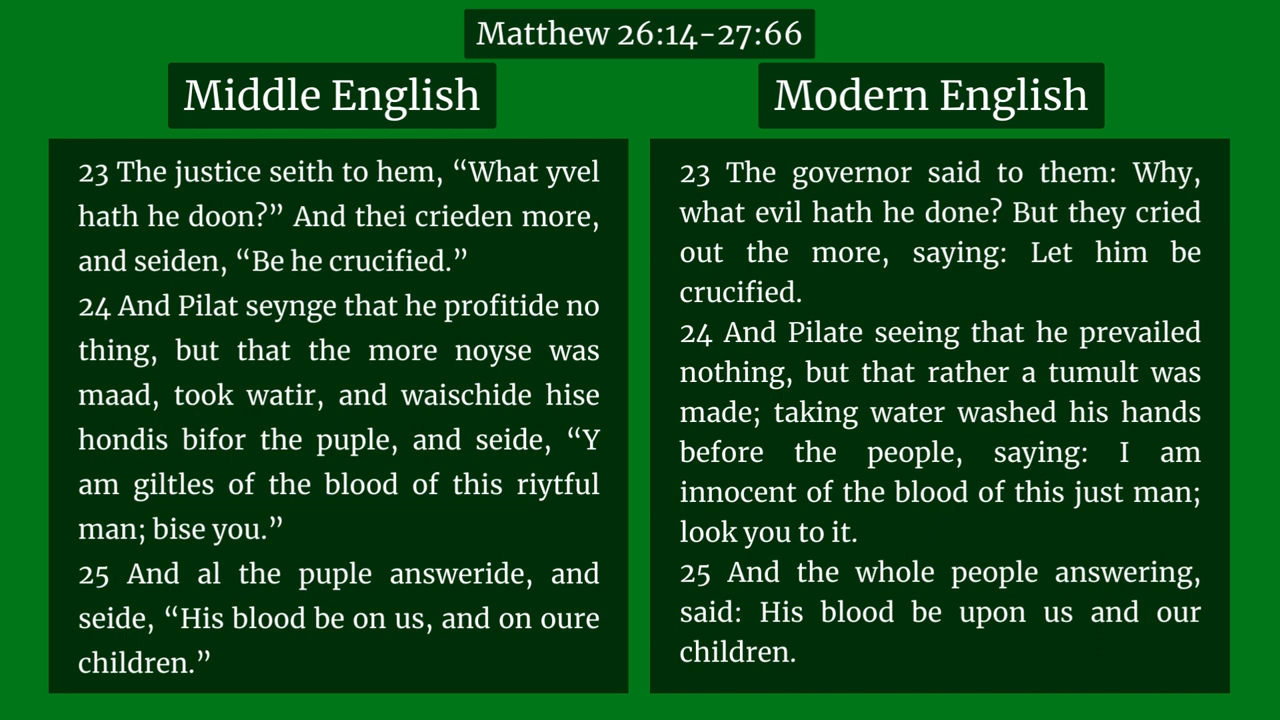 Matthew 26:14-27:66
Middle English
23 The justice seith to hem, “What yvel
hath he doon?” And thei crieden more,
and seiden, “Be he crucified.”
24 And Pilat seynge that he profitide no
thing, but that the more noyse was
maad, took watir, and waischide hise
hondis bifor the puple, and seide, “Y
am giltles of the blood of this riytful
man; bise you.”
25 And al the puple answeride, and
seide, “His blood be on us, and on oure
children.”
Modern English
23 The governor said to them: Why,
what evil hath he done? But they cried
out the more, saying: Let him be
crucified.
24 And Pilate seeing that he prevailed
nothing, but that rather a tumult was
made; taking water washed his hands
before the people, saying: I am
innocent of the blood of this just man;
look you to it.
25 And the whole people answering,
said: His blood be upon us and our
children.